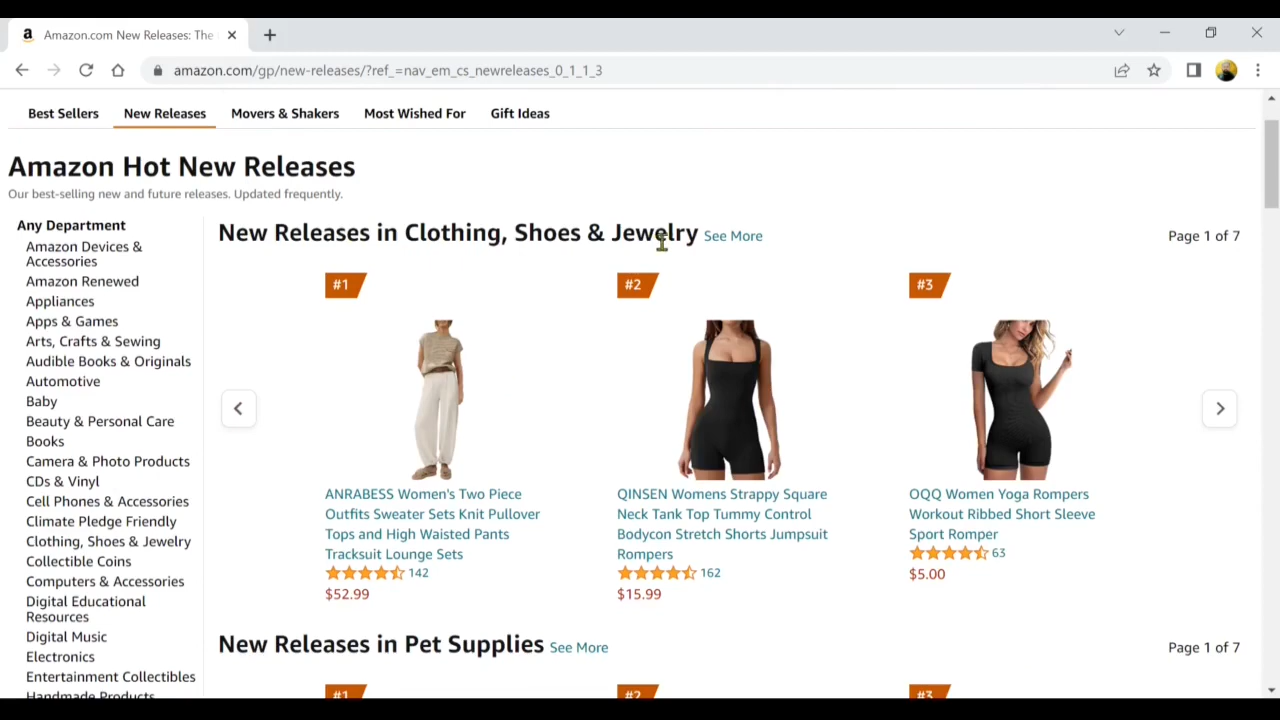 Amazon.com New Releases: The
amazon.com/gp/new-releases/?ref_=nav_em_cs_newreleases_0_1_1_3
Best Sellers New Releases Movers & Shakers Most Wished For Gift Ideas
Amazon Hot New Releases
Our best-selling new and future releases. Updated frequently.
Any Department
Amazon Devices &
Accessories
Amazon Renewed
Appliances
Apps & Games
Arts, Crafts & Sewing
Audible Books & Originals
Automotive
Baby
Beauty & Personal Care
Books
Camera & Photo Products
CDs & Vinyl
Cell Phones & Accessories
Climate Pledge Friendly
Clothing, Shoes & Jewelry
Collectible Coins
Computers & Accessories
Digital Educational
Resources
Digital Music
Electronics
Entertainment Collectibles
Handmade Products
New Releases in Clothing, Shoes & Jewelry See More
Page 1 of 7
#1
ANRABESS Women's Two Piece
Outfits Sweater Sets Knit Pullover
Tops and High Waisted Pants
Tracksuit Lounge Sets
142
$52.99
#2
QINSEN Womens Strappy Square
Neck Tank Top Tummy Control
Bodycon Stretch Shorts Jumpsuit
Rompers
162
$15.99
#3
OQQ Women Yoga Rompers
Workout Ribbed Short Sleeve
Sport Romper
63
$5.00
New Releases in Pet Supplies See More
Page 1 of 7
#1
#2
#3